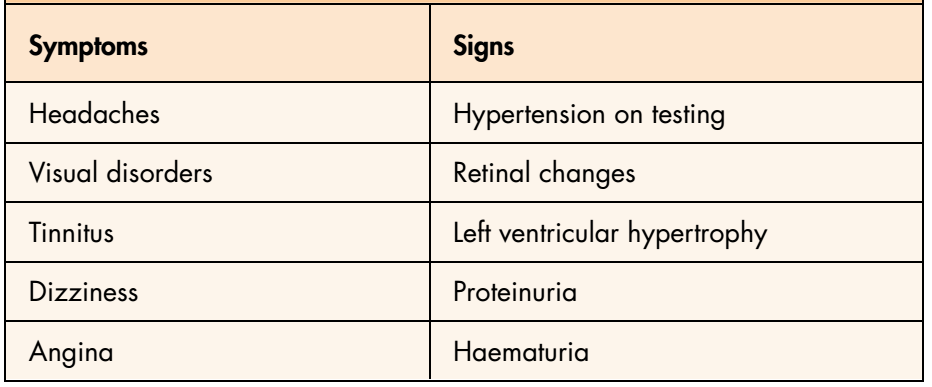 Symptoms Signs
Headaches Hypertension on testing
Visual disorders Retinal changes
Tinnitus Left ventricular hypertrophy
Dizziness Proteinuria
Angina Haematuria